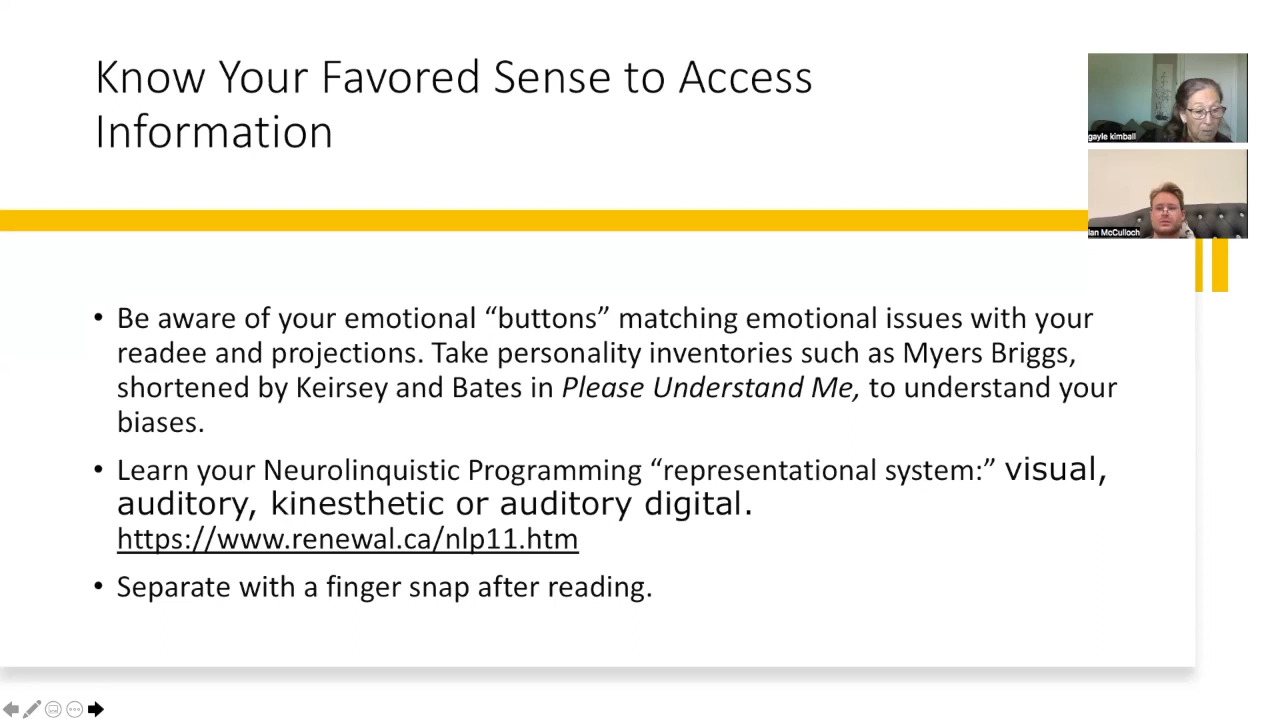 Know Your Favored Sense to Access
Information
gayle kimball
Ian McCulloch
• Be aware of your emotional “buttons” matching emotional issues with your
readee and projections. Take personality inventories such as Myers Briggs,
shortened by Keirsey and Bates in Please Understand Me, to understand your
biases.
• Learn your Neurolinquistic Programming “representational system:” visual,
auditory, kinesthetic or auditory digital.
https://www.renewal.ca/nlp11.htm
• Separate with a finger snap after reading.